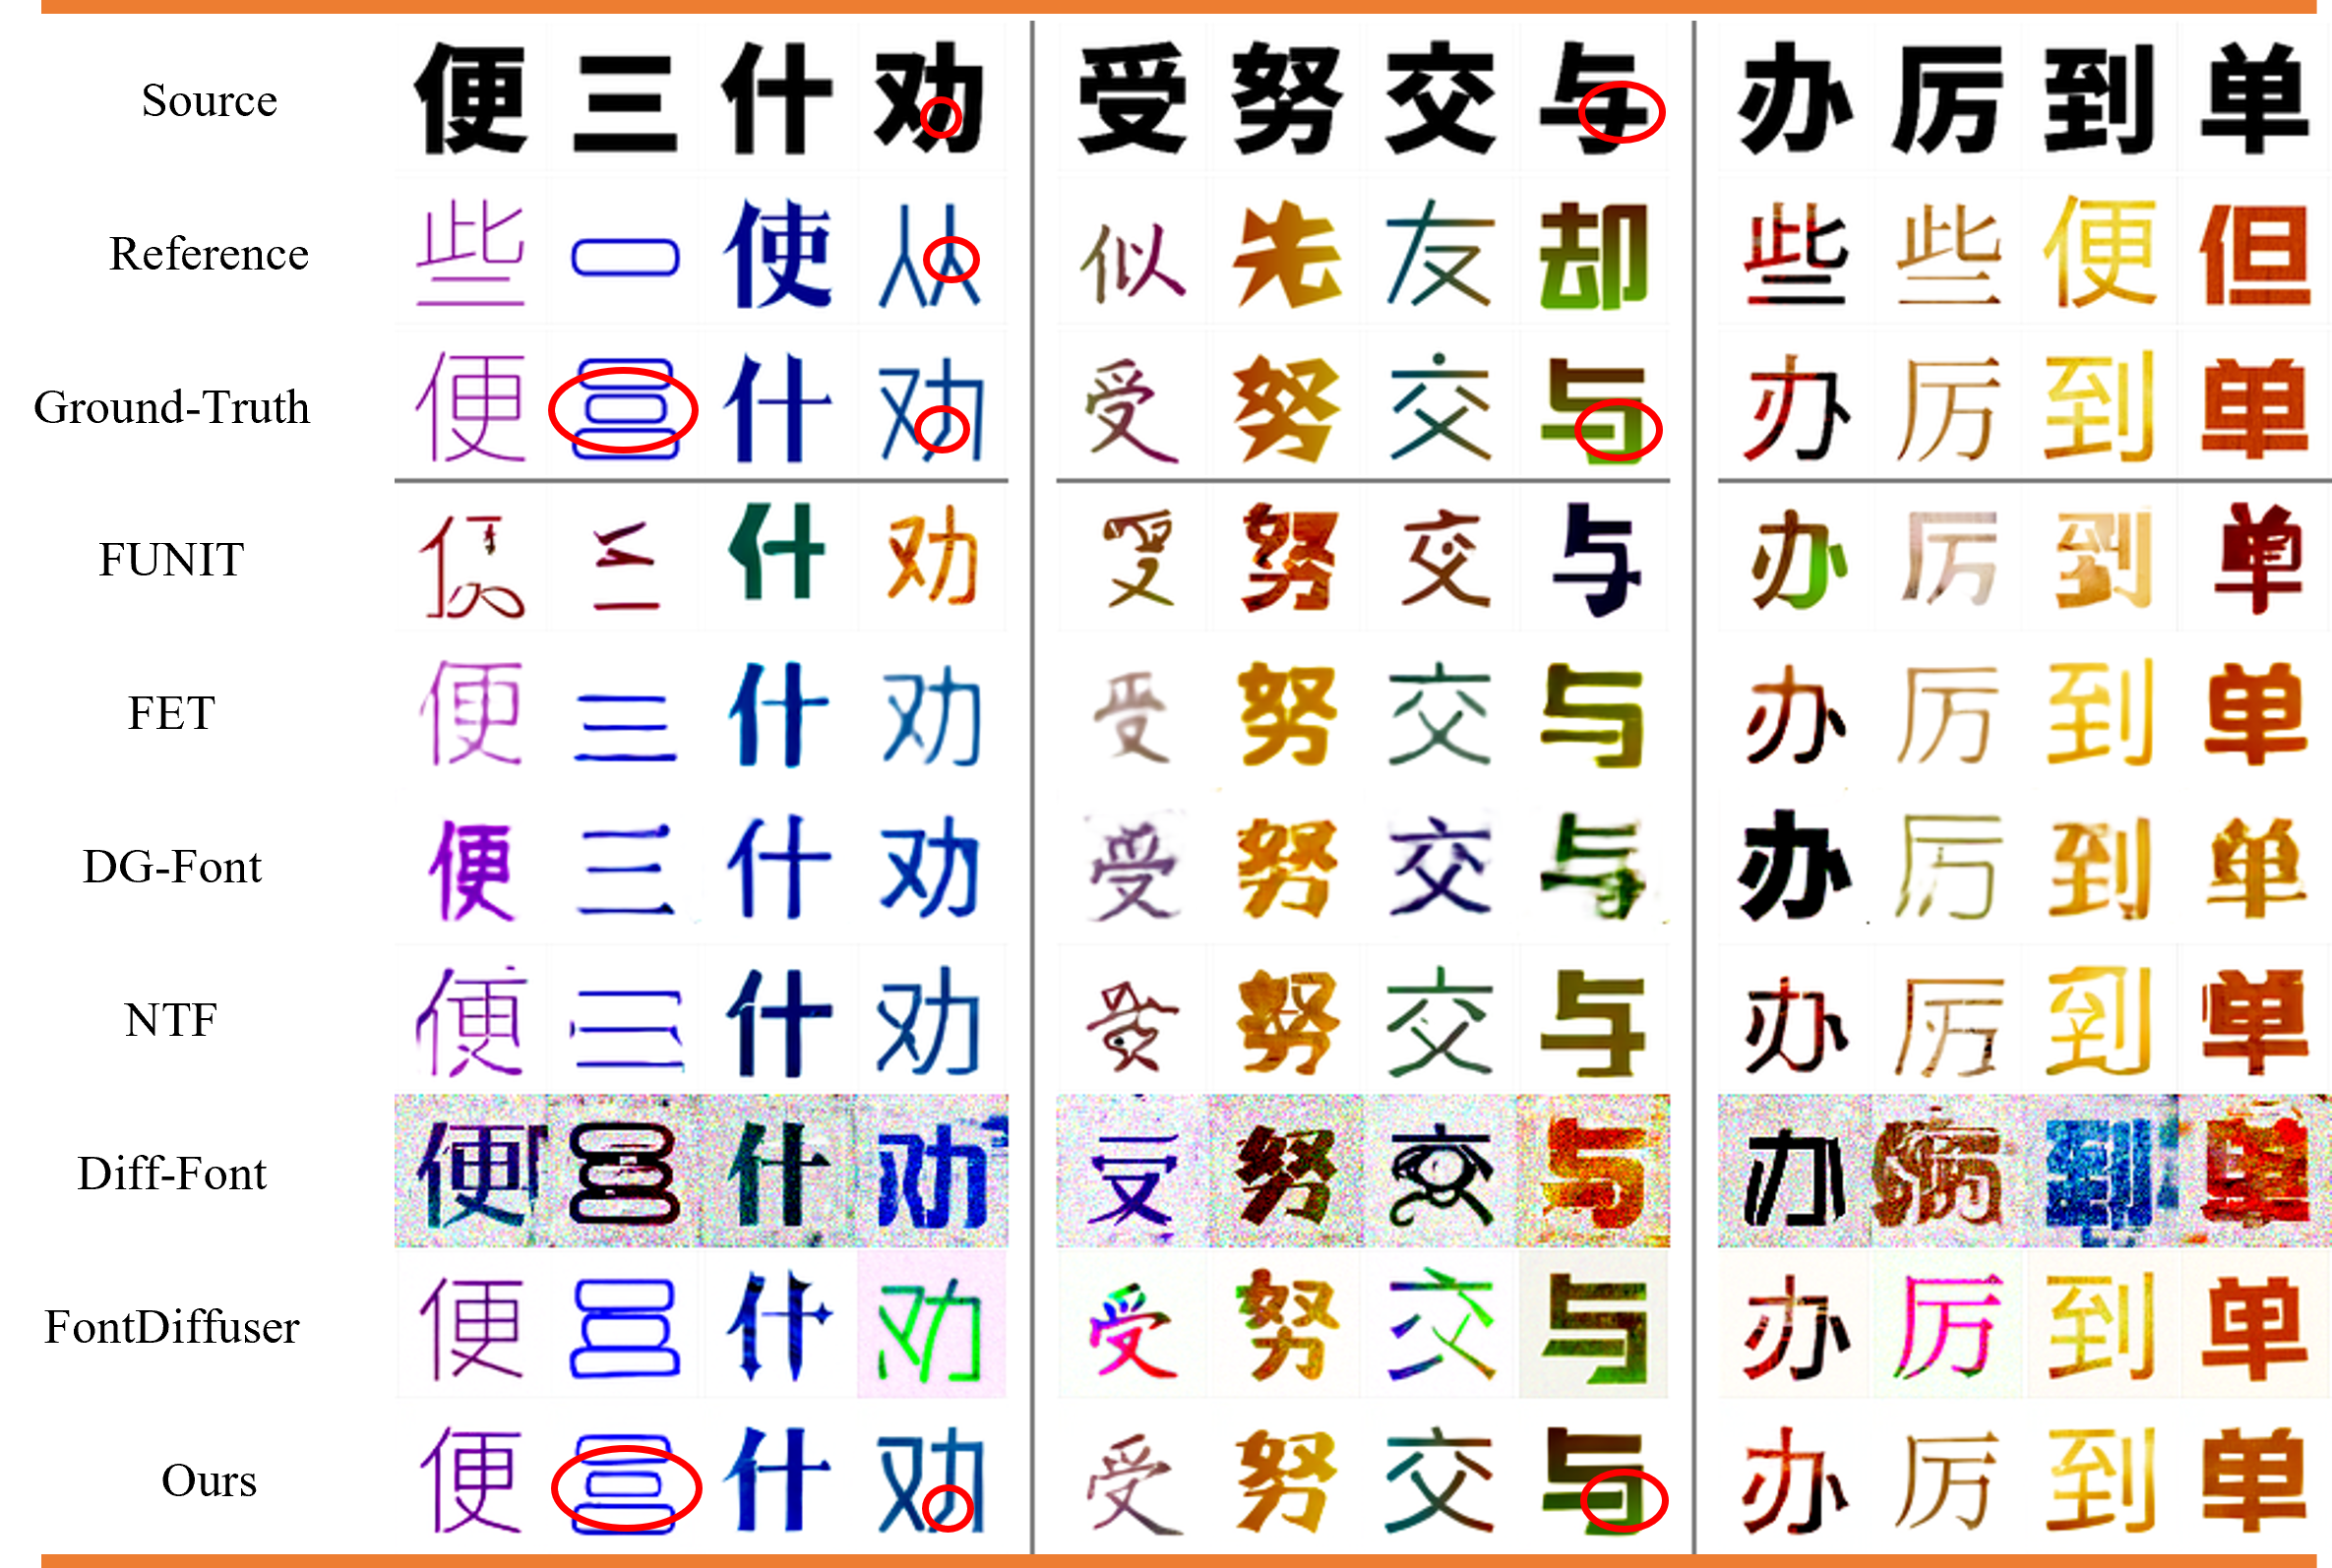 Source 便 三 什 劝 受 努 交 与 办 厉 到 单
Reference 些 一 使 从 似 先 友 却 些 些 便 但
Ground-Truth 便 三 什 劝 受 努 交 与 办 厉 到 单
FUNIT 三 什 劝 努 交 与 办 厉 到 单
FET 便 三 什 劝 受 努 交 与 办 厉 到 单
DG-Font 便 三 什 劝 受 努 交 与 办 厉 到 单
NTF 便 三 什 劝 努 交 与 办 厉 到 单
Diff-Font 便 三 什 劝 努 与 办 到 单
FontDiffuser 便 三 什 劝 受 努 交 与 办 厉 到 单
Ours 便 三 什 劝 受 努 交 与 办 厉 到 单